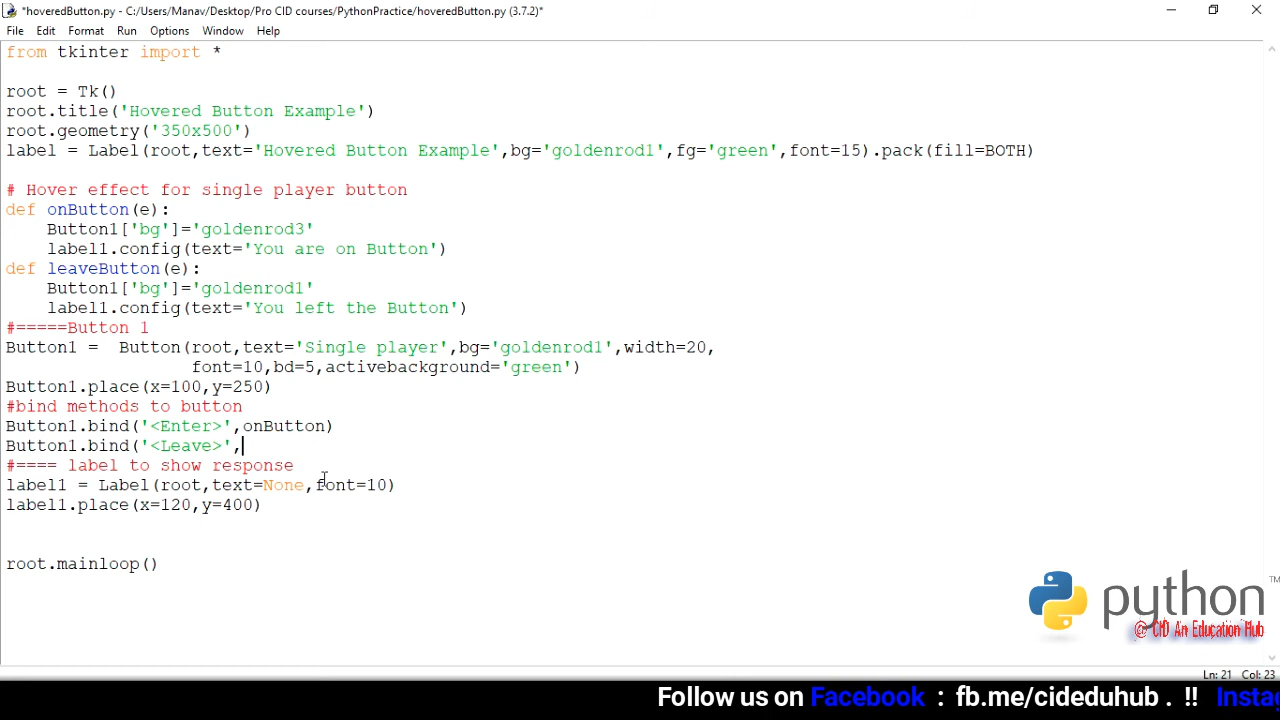 *hoveredButton.py - C:/Users/Manav/Desktop/Pro CID courses/PythonPractice/hoveredButton.py (3.7.2)*
File Edit Format Run Options Window Help
from tkinter import *
root = Tk()
root.title('Hovered Button Example')
root.geometry('350x500')
label = Label(root,text='Hovered Button Example',bg='goldenrod1',fg='green',font=15).pack(fill=BOTH)
# Hover effect for single player button
def onButton(e):
    Button1['bg']='goldenrod3'
    label1.config(text='You are on Button')
def leaveButton(e):
    Button1['bg']='goldenrod1'
    label1.config(text='You left the Button')
#=====Button 1
Button1 =  Button(root,text='Single player',bg='goldenrod1',width=20,
                  font=10,bd=5,activebackground='green')
Button1.place(x=100,y=250)
#bind methods to button
Button1.bind('<Enter>',onButton)
Button1.bind('<Leave>',
#==== label to show response
label1 = Label(root,text=None,font=10)
label1.place(x=120,y=400)
root.mainloop()
python™
@ CID An Education Hub
Ln: 21 Col: 23
Follow us on Facebook : fb.me/cideduhub . !! Insta